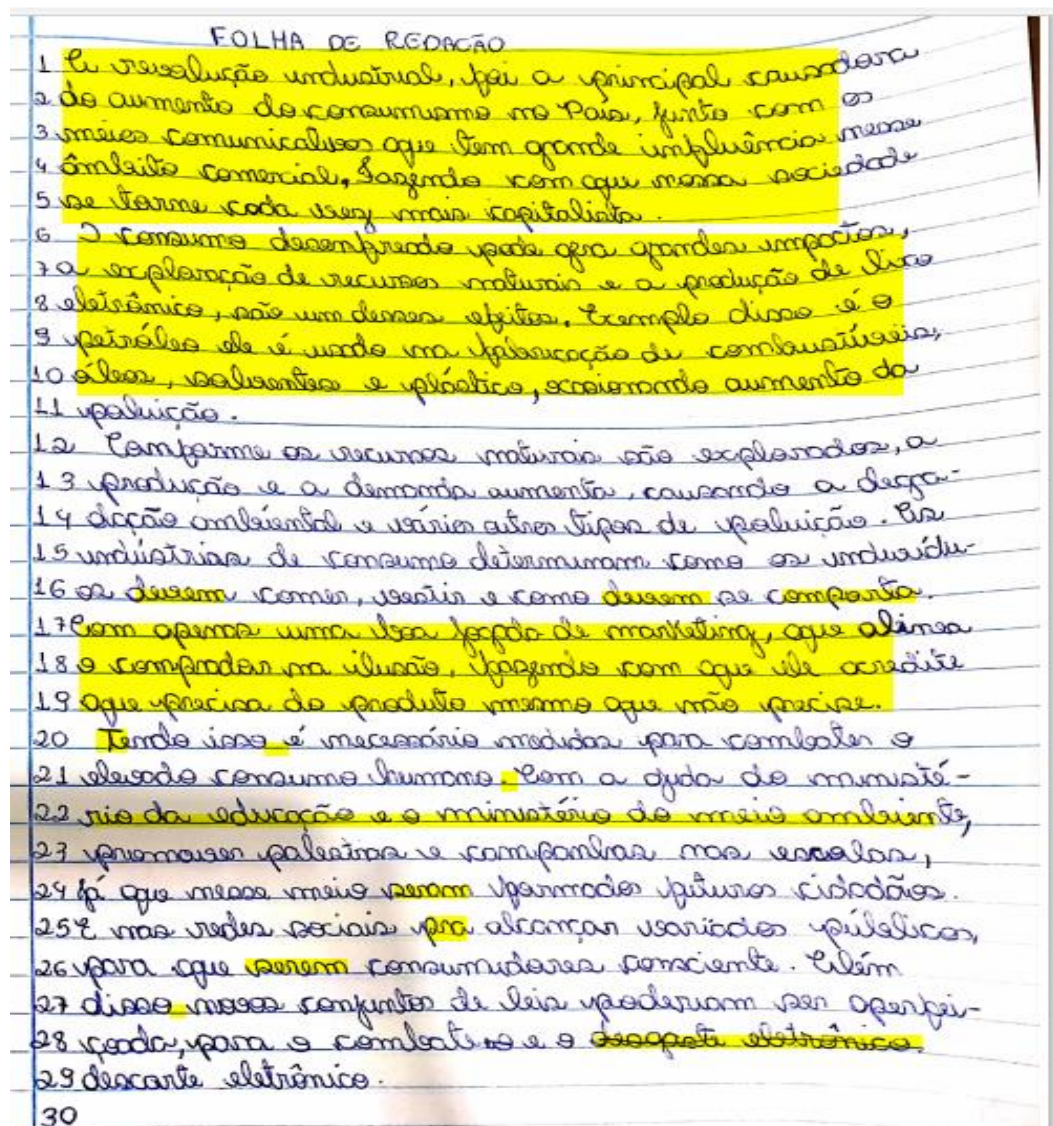 FOLHA DE REDAÇÃO
1 A revolução industrial, foi a principal causadora
2 do aumento do consumismo no País, junto com os
3 meios comunicativos que tem grande influência nesse
4 âmbito comercial, fazendo com que nossa sociedade
5 se torne cada vez mais capitalista.
6 O consumo desenfreado pode gera grandes impactos,
7 a exploração de recursos naturais e a produção de lixo
8 eletrônico, são um desses efeitos. Exemplo disso é o
9 petróleo ele é usado na fabricação de combustíveis,
10 óleos, solventes e plástico, ocasionando aumento da
11 poluição.
12 Conforme os recursos naturais são explorados, a
13 produção e a demanda aumenta, causando a degra-
14 dação ambiental e vários outros tipos de poluição. As
15 indústrias de consumo determinam como os indivídu-
16 os devem comer, vestir e como devem se comporta.
17 Com apenas uma boa jogada de marketing, que alinea
18 o comprador na ilusão, fazendo com que ele acredite
19 que precisa do produto mesmo que não precise.
20 Tendo isso é necessário medidas para combater o
21 elevado consumo humano. Com a ajuda do ministé-
22 rio da educação e o ministério do meio ambiente,
23 promover palestras e campanhas nas escolas,
24 já que nesse meio seram formados futuros cidadãos.
25 E nas redes sociais pra alcançar variados públicos,
26 para que serem consumidores consciente. Além
27 disso novos conjuntos de leis poderiam ser aperfei-
28 çoada, para o combate e o eletrônico.
29 descarte eletrônico.
30